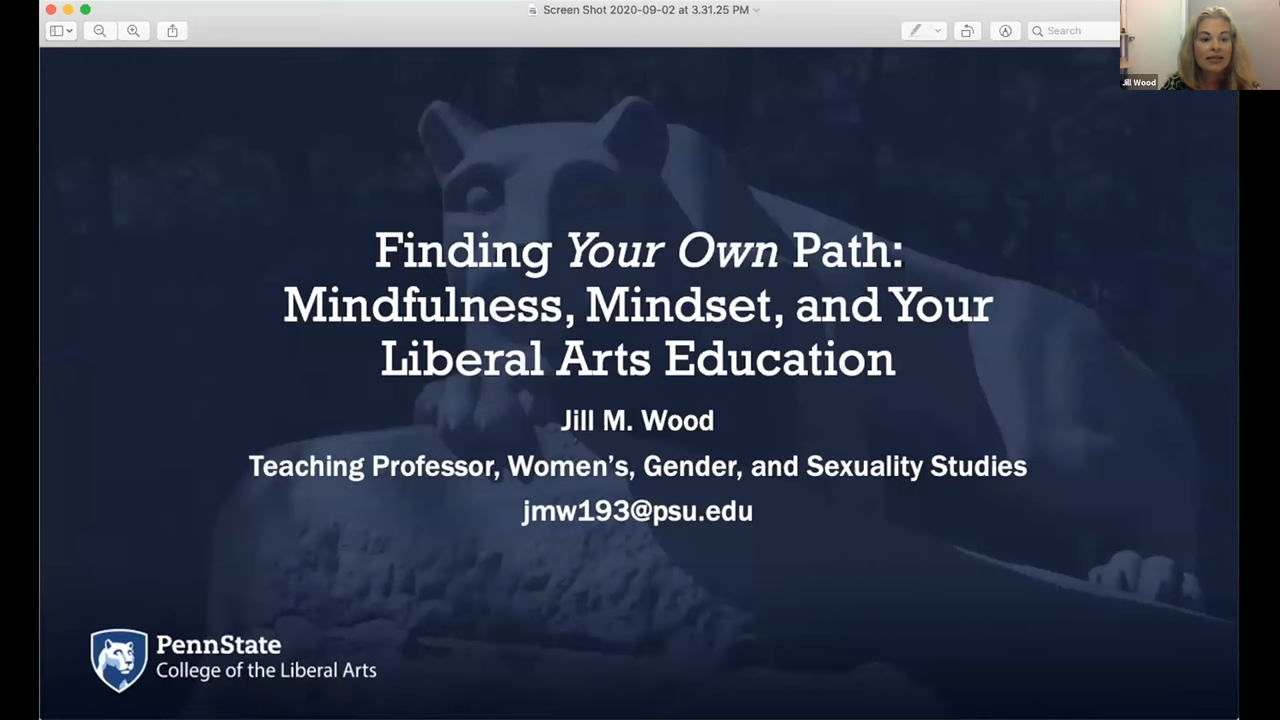 Screen Shot 2020-09-02 at 3.31.25 PM
Search
Jill Wood
Finding Your Own Path:
Mindfulness, Mindset, and Your
Liberal Arts Education
Jill M. Wood
Teaching Professor, Women's, Gender, and Sexuality Studies
jmw193@psu.edu
PennState
College of the Liberal Arts